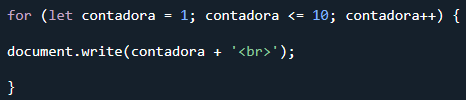 for (let contadora = 1; contadora <= 10; contadora++) {
document.write(contadora + '<br>');
}